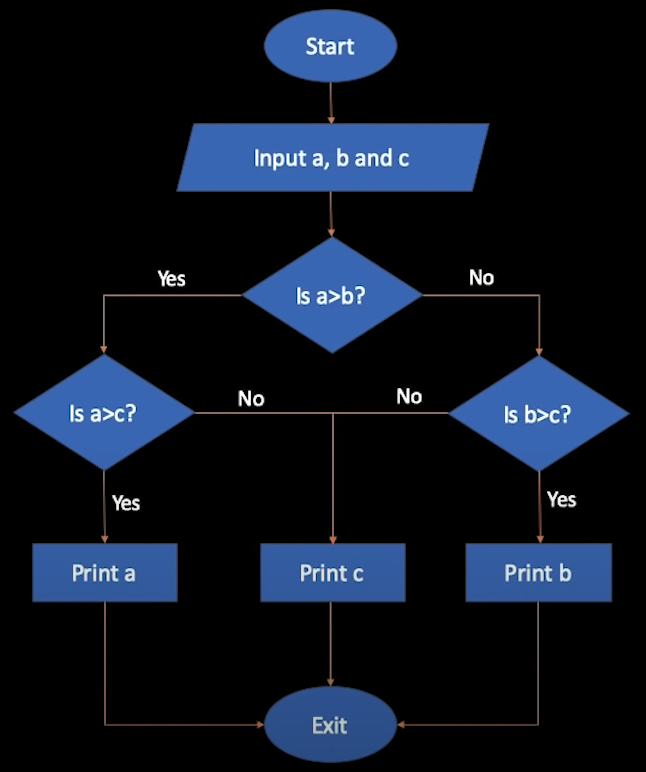 Start
Input a, b and c
Is a>b?
Yes
No
Is a>c?
No
No
Is b>c?
Yes
Yes
Print a
Print c
Print b
Exit